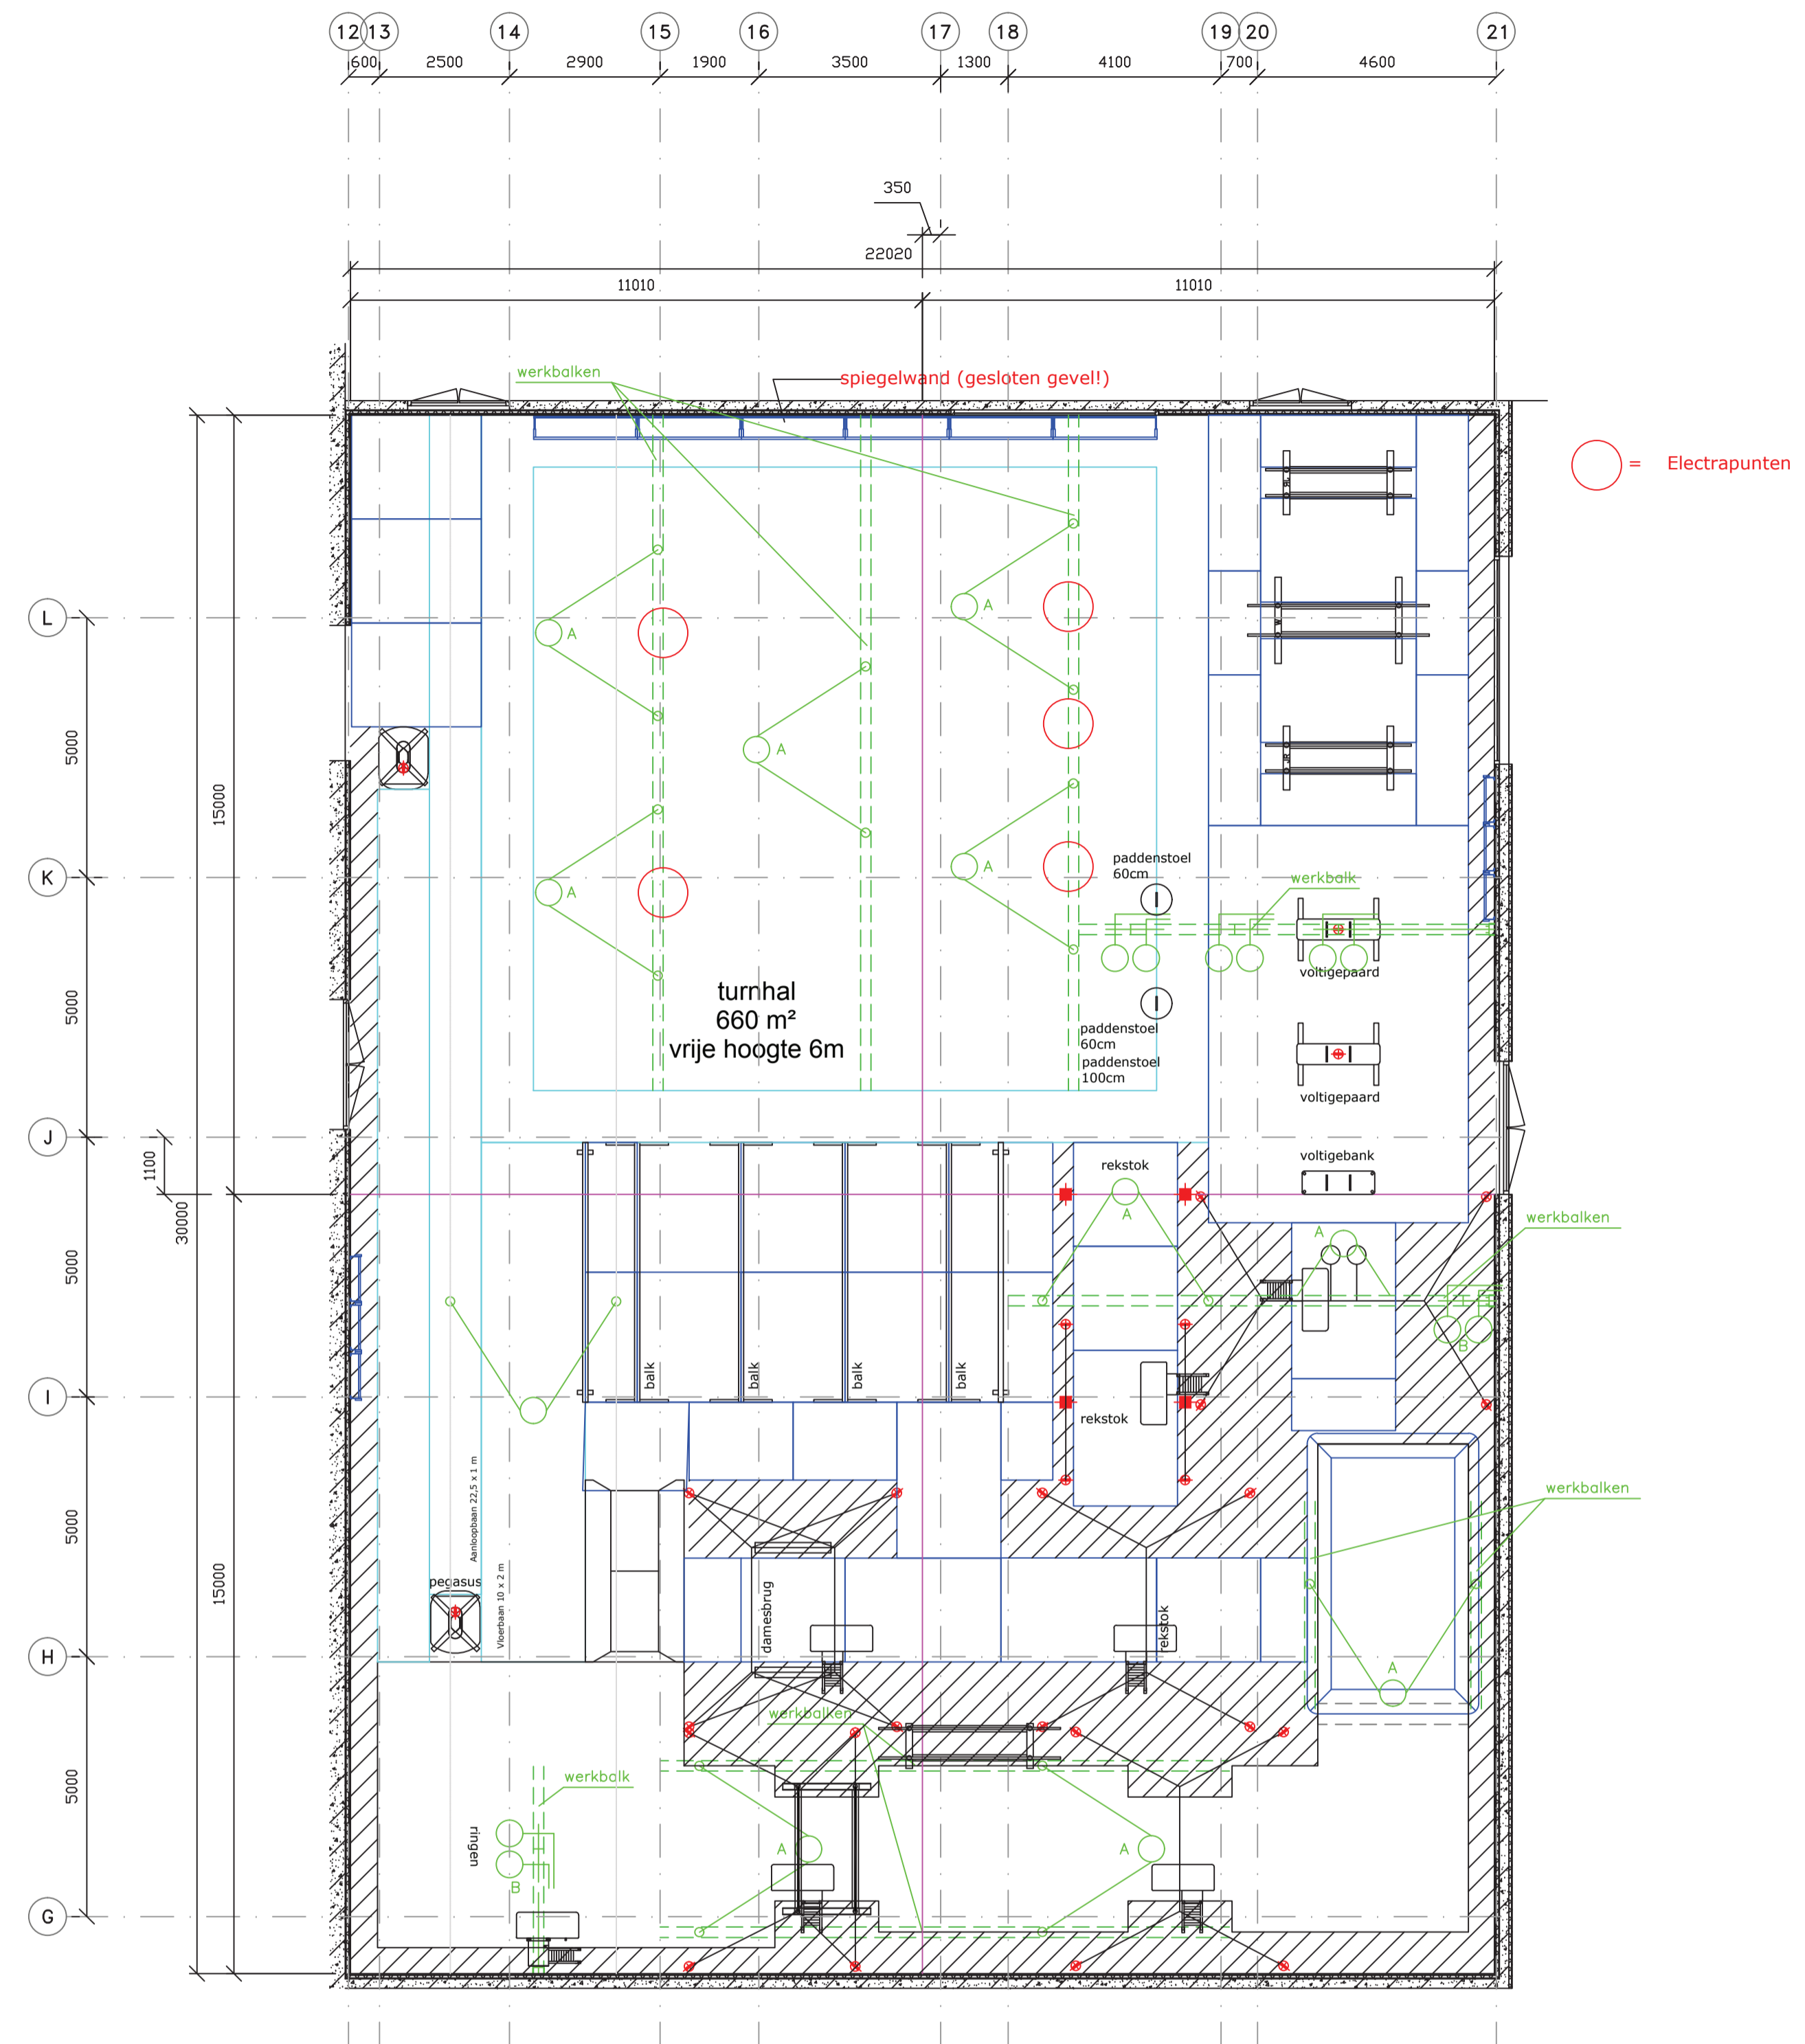 12 13 14 15 16 17 18 19 20 21
600 2500 2900 1900 3500 1300 4100 700 4600
350
22020
11010 11010
werkbalken
spiegelwand (gesloten gevel!)
= Electrapunten
BL
L
A
A
W
A
JR
5000
15000
K
A
A
paddenstoel
60cm
werkbalk
voltigepaard
turnhal
660 m²
vrije hoogte 6m
paddenstoel
60cm
paddenstoel
100cm
5000
voltigepaard
J
1100
30000
rekstok
voltigebank
A
A
werkbalken
5000
B
balk
balk
balk
balk
I
rekstok
werkbalken
Aanloopbaan 22,5 x 1 m
5000
15000
pegasus
Vloerbaan 10 x 2 m
damesbrug
rekstok
H
A
werkbalken
5000
werkbalk
ringen
A
A
B
G